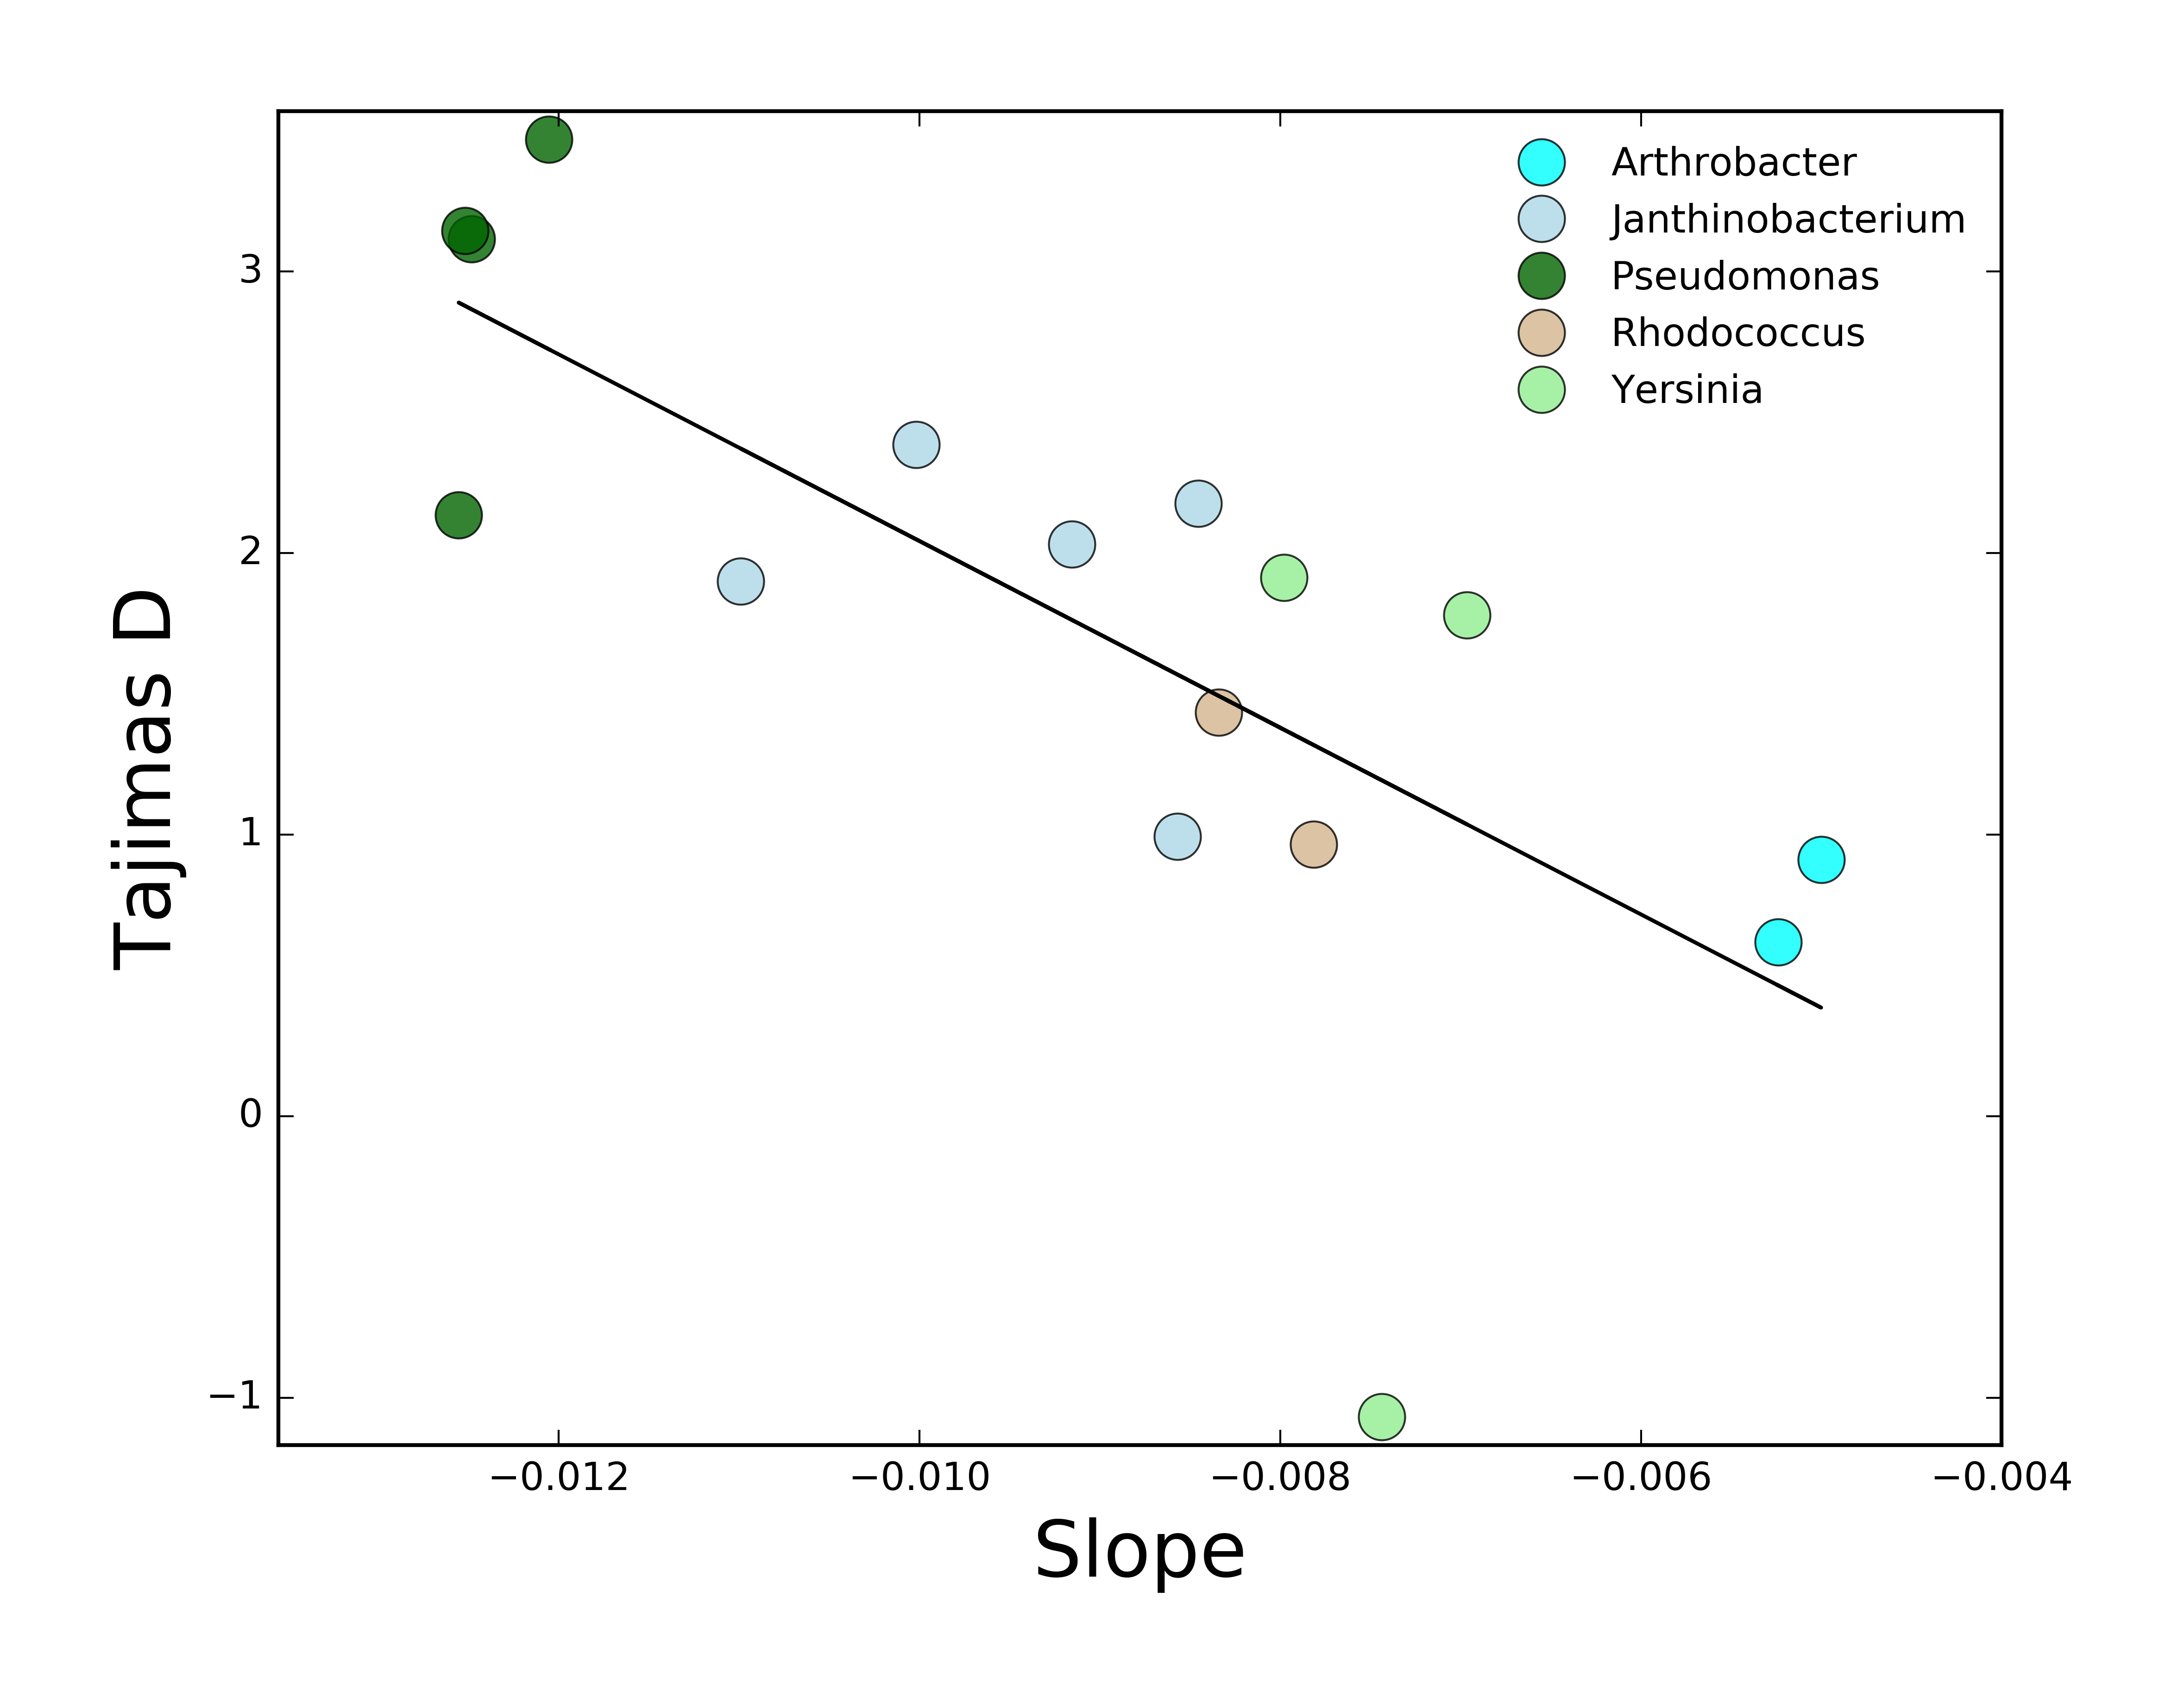 Arthrobacter
Janthinobacterium
Pseudomonas
Rhodococcus
Yersinia
3
2
1
0
−1
Tajimas D
−0.012 −0.010 −0.008 −0.006 −0.004
Slope